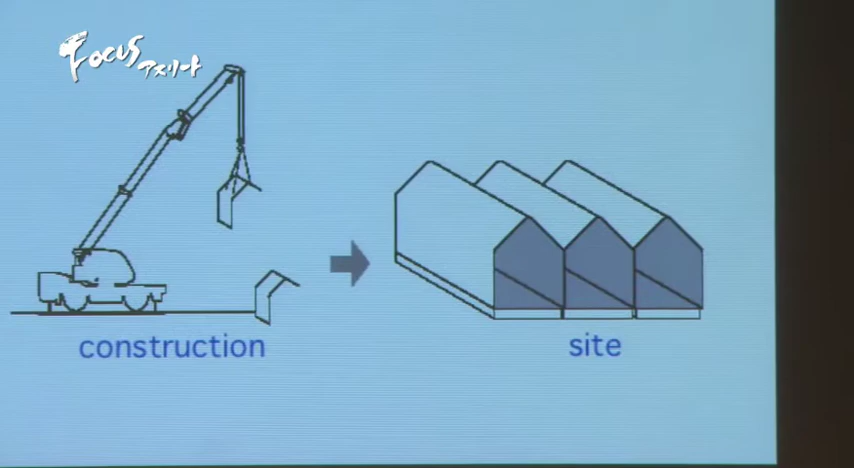 FOCUS
アスリート
construction
site